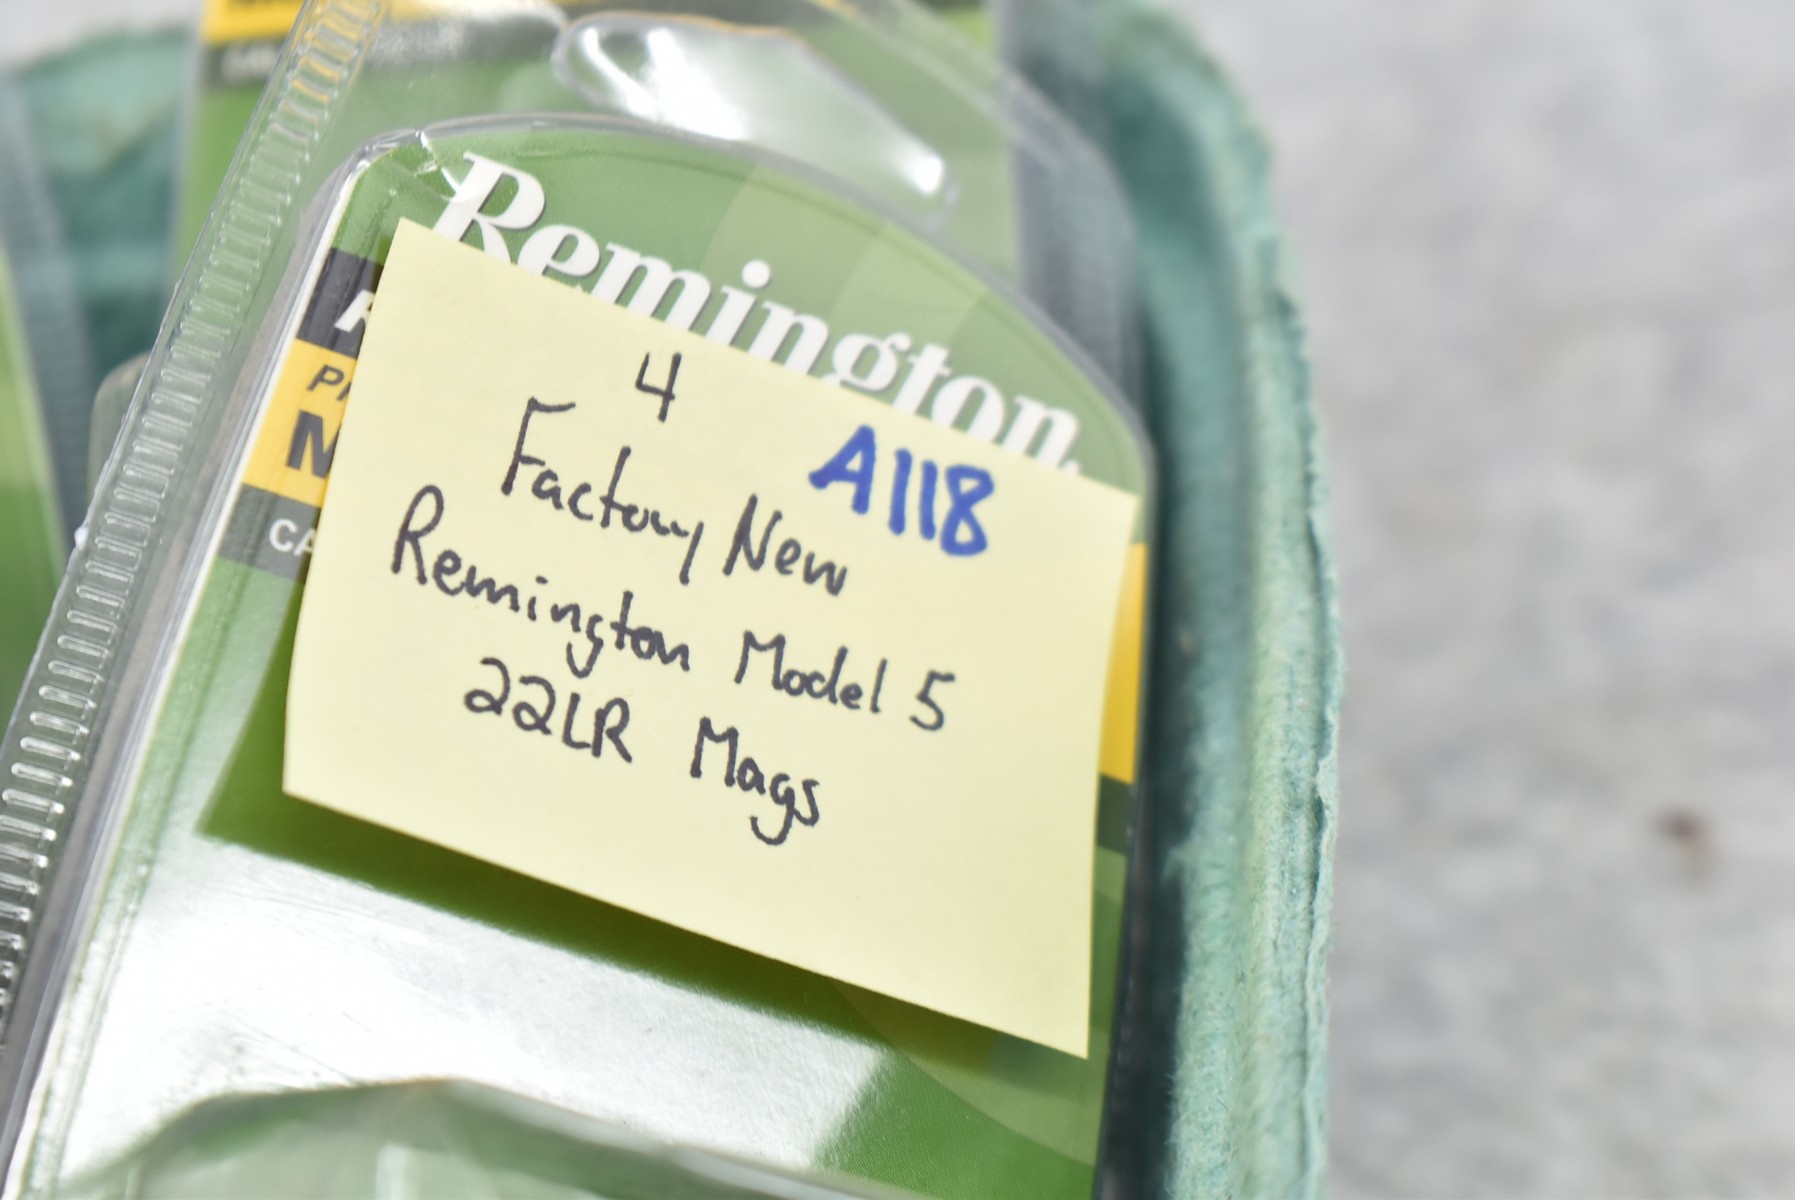 Remington
4
A118
Factory New
Remington Model 5
22LR Mags